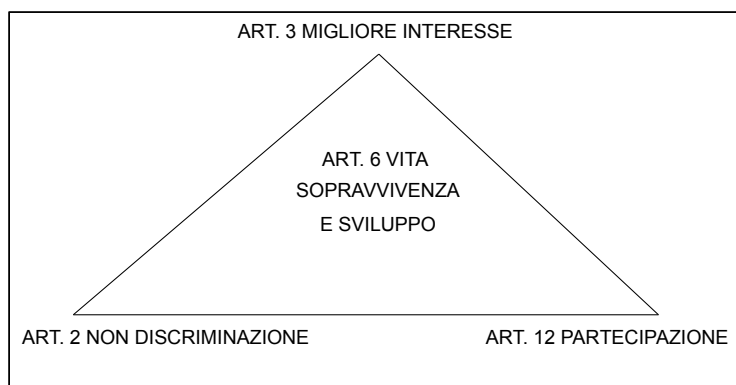 ART. 3 MIGLIORE INTERESSE
ART. 6 VITA
SOPRAVVIVENZA
E SVILUPPO
ART. 2 NON DISCRIMINAZIONE
ART. 12 PARTECIPAZIONE